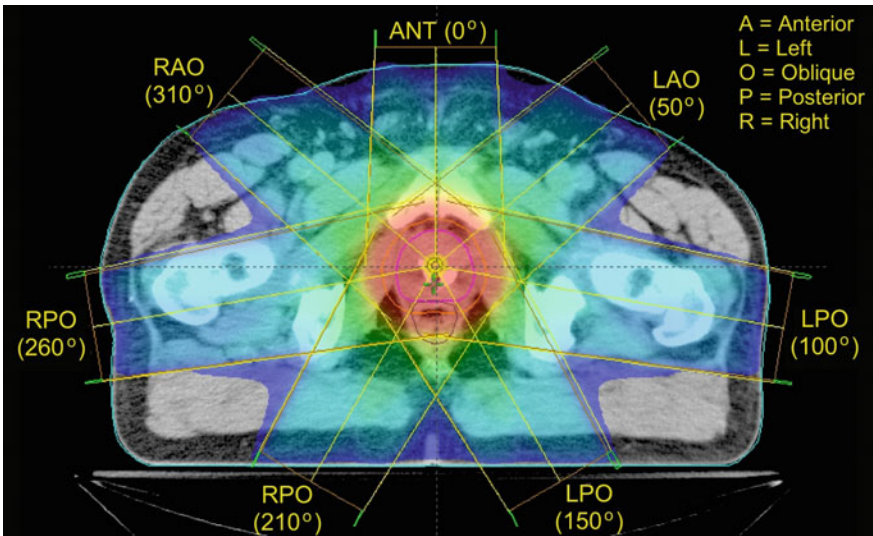 ANT (0°)
RAO
(310°)
LAO
(50°)
A = Anterior
L = Left
O = Oblique
P = Posterior
R = Right
RPO
(260°)
LPO
(100°)
RPO
(210°)
LPO
(150°)